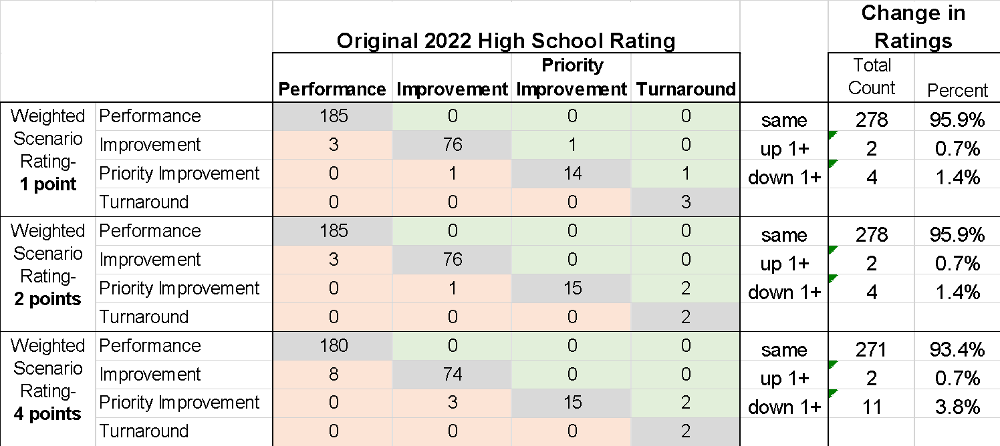 Original 2022 High School Rating
Change in
Ratings
Performance Improvement Priority
Improvement Turnaround Total
Count Percent
Weighted
Scenario
Rating-
1 point
Performance 185 0 0 0 same 278 95.9%
Improvement 3 76 1 0 up 1+ 2 0.7%
Priority Improvement 0 1 14 1 down 1+ 4 1.4%
Turnaround 0 0 0 3
Weighted
Scenario
Rating-
2 points
Performance 185 0 0 0 same 278 95.9%
Improvement 3 76 0 0 up 1+ 2 0.7%
Priority Improvement 0 1 15 2 down 1+ 4 1.4%
Turnaround 0 0 0 2
Weighted
Scenario
Rating-
4 points
Performance 180 0 0 0 same 271 93.4%
Improvement 8 74 0 0 up 1+ 2 0.7%
Priority Improvement 0 3 15 2 down 1+ 11 3.8%
Turnaround 0 0 0 2